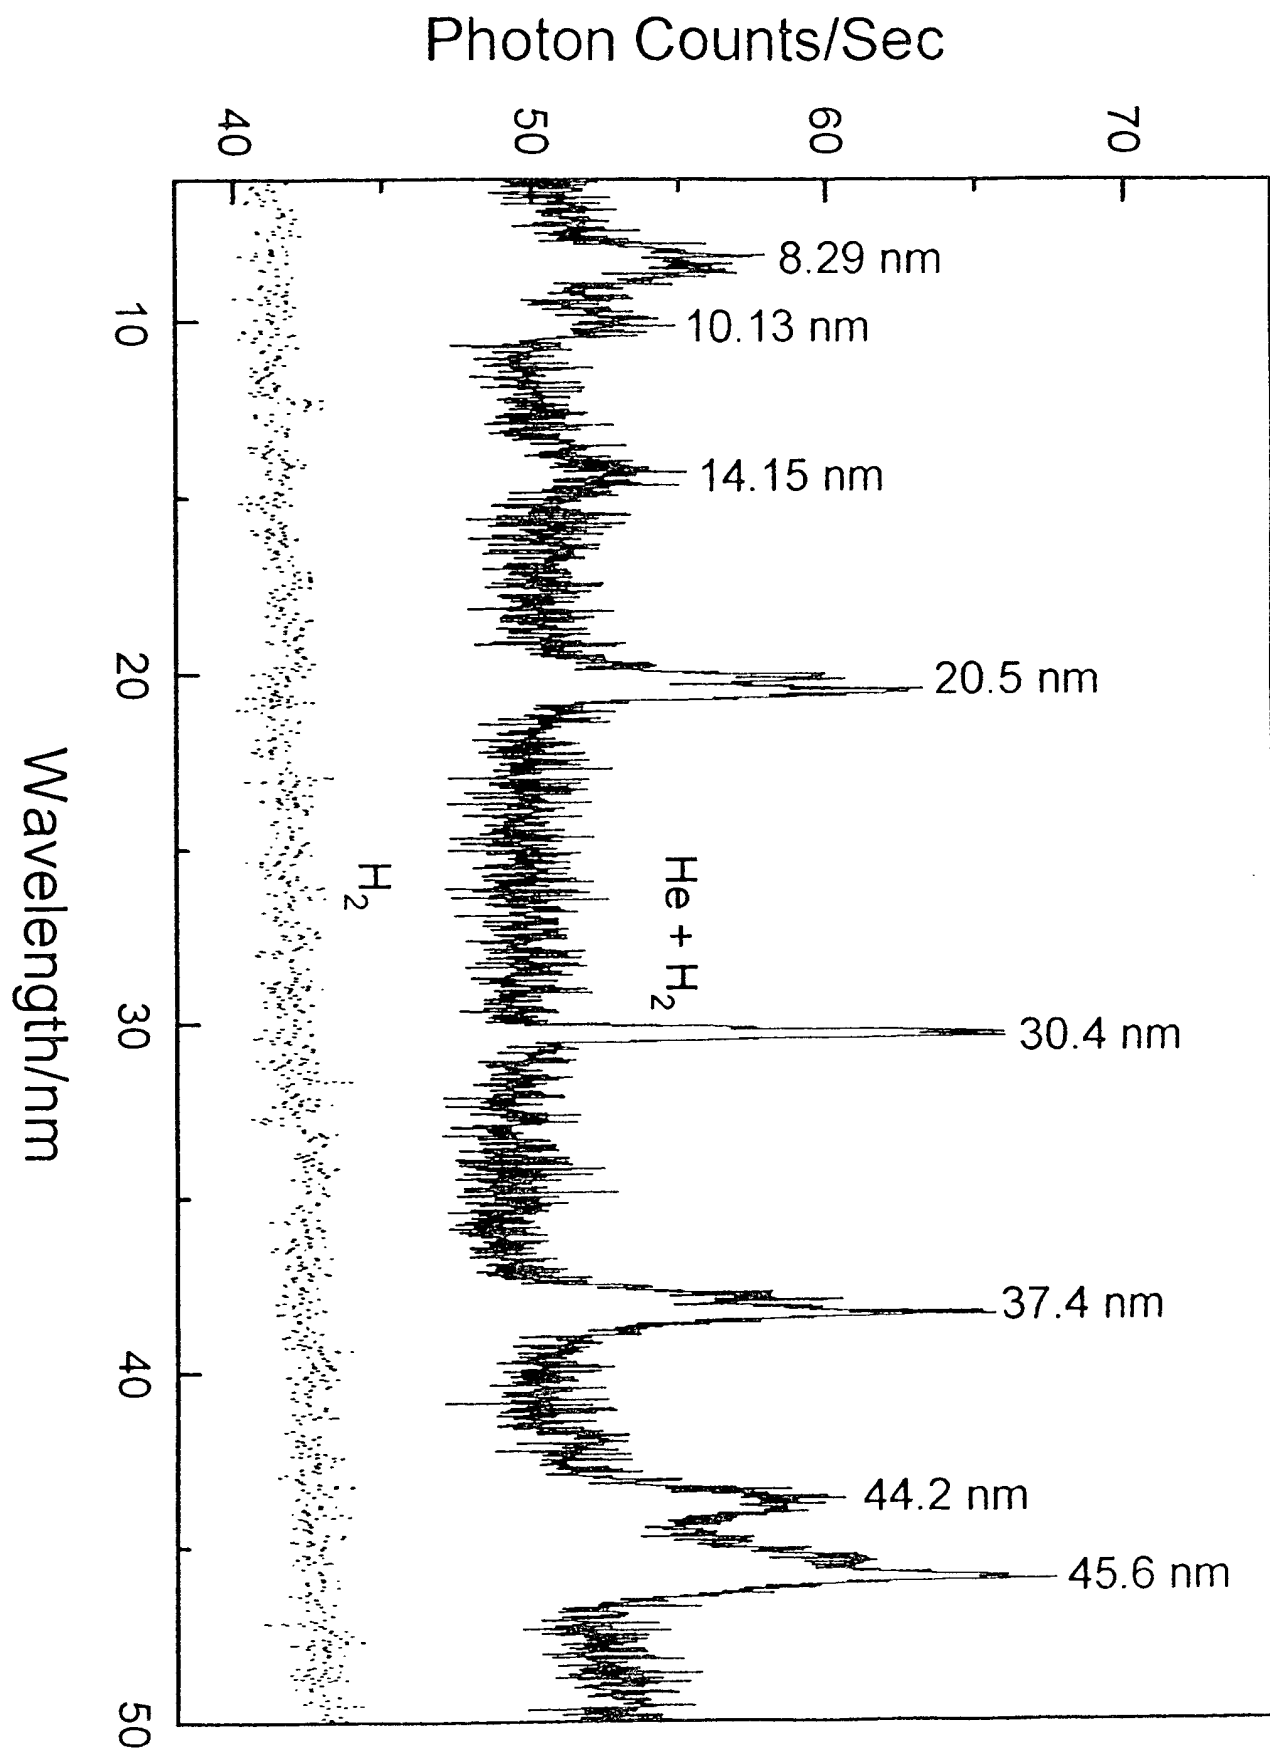 Photon Counts/Sec
40
50
60
70
8.29 nm
10.13 nm
14.15 nm
20.5 nm
30.4 nm
37.4 nm
44.2 nm
45.6 nm
He + H₂
H₂
10
20
30
40
50
Wavelength/nm